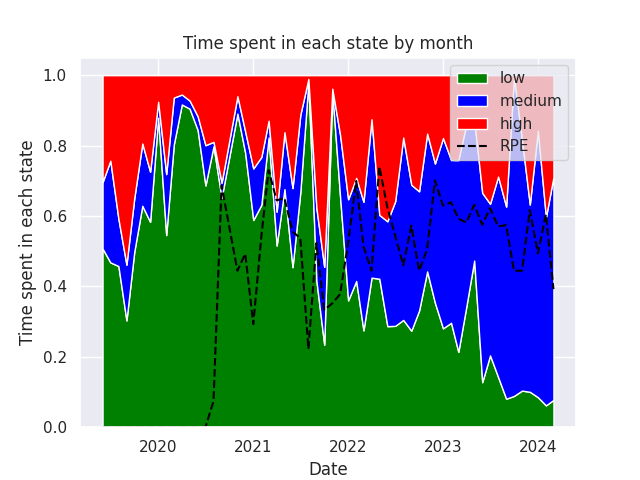 Time spent in each state by month
Time spent in each state
1.0
0.8
0.6
0.4
0.2
0.0
low
medium
high
RPE
2020
2021
2022
2023
2024
Date